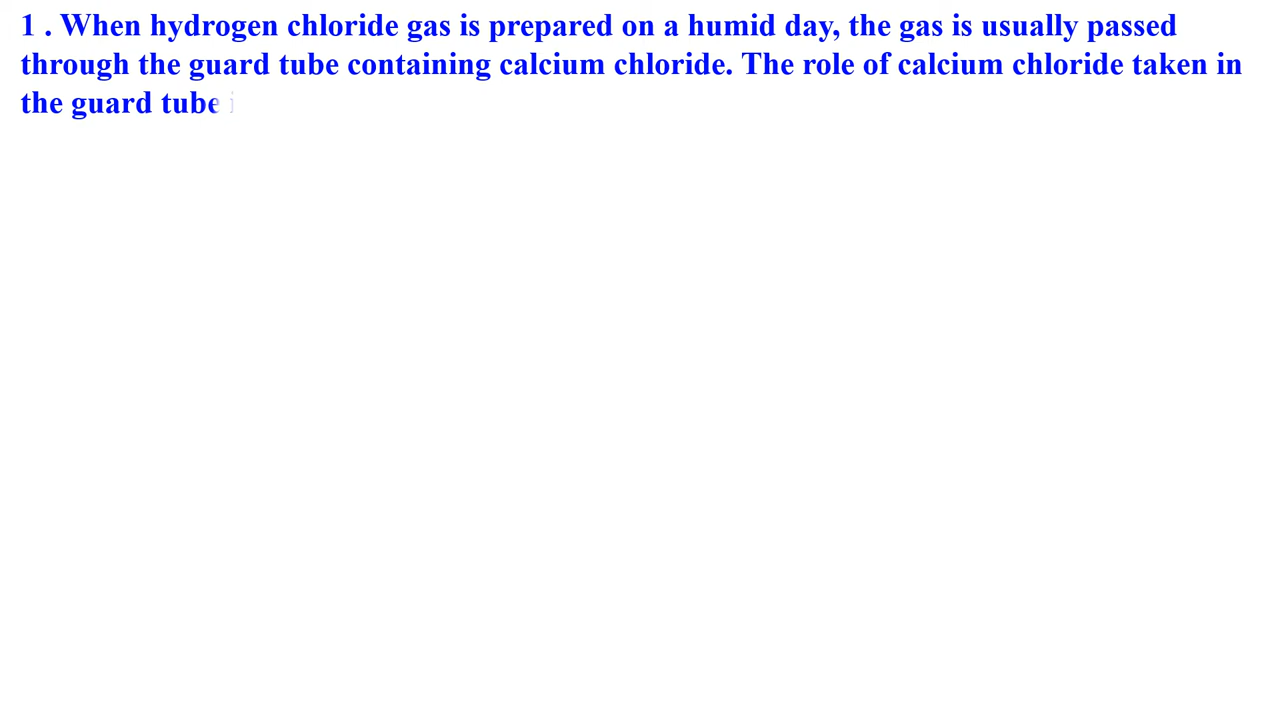 1 . When hydrogen chloride gas is prepared on a humid day, the gas is usually passed
through the guard tube containing calcium chloride. The role of calcium chloride taken in
the guard tube